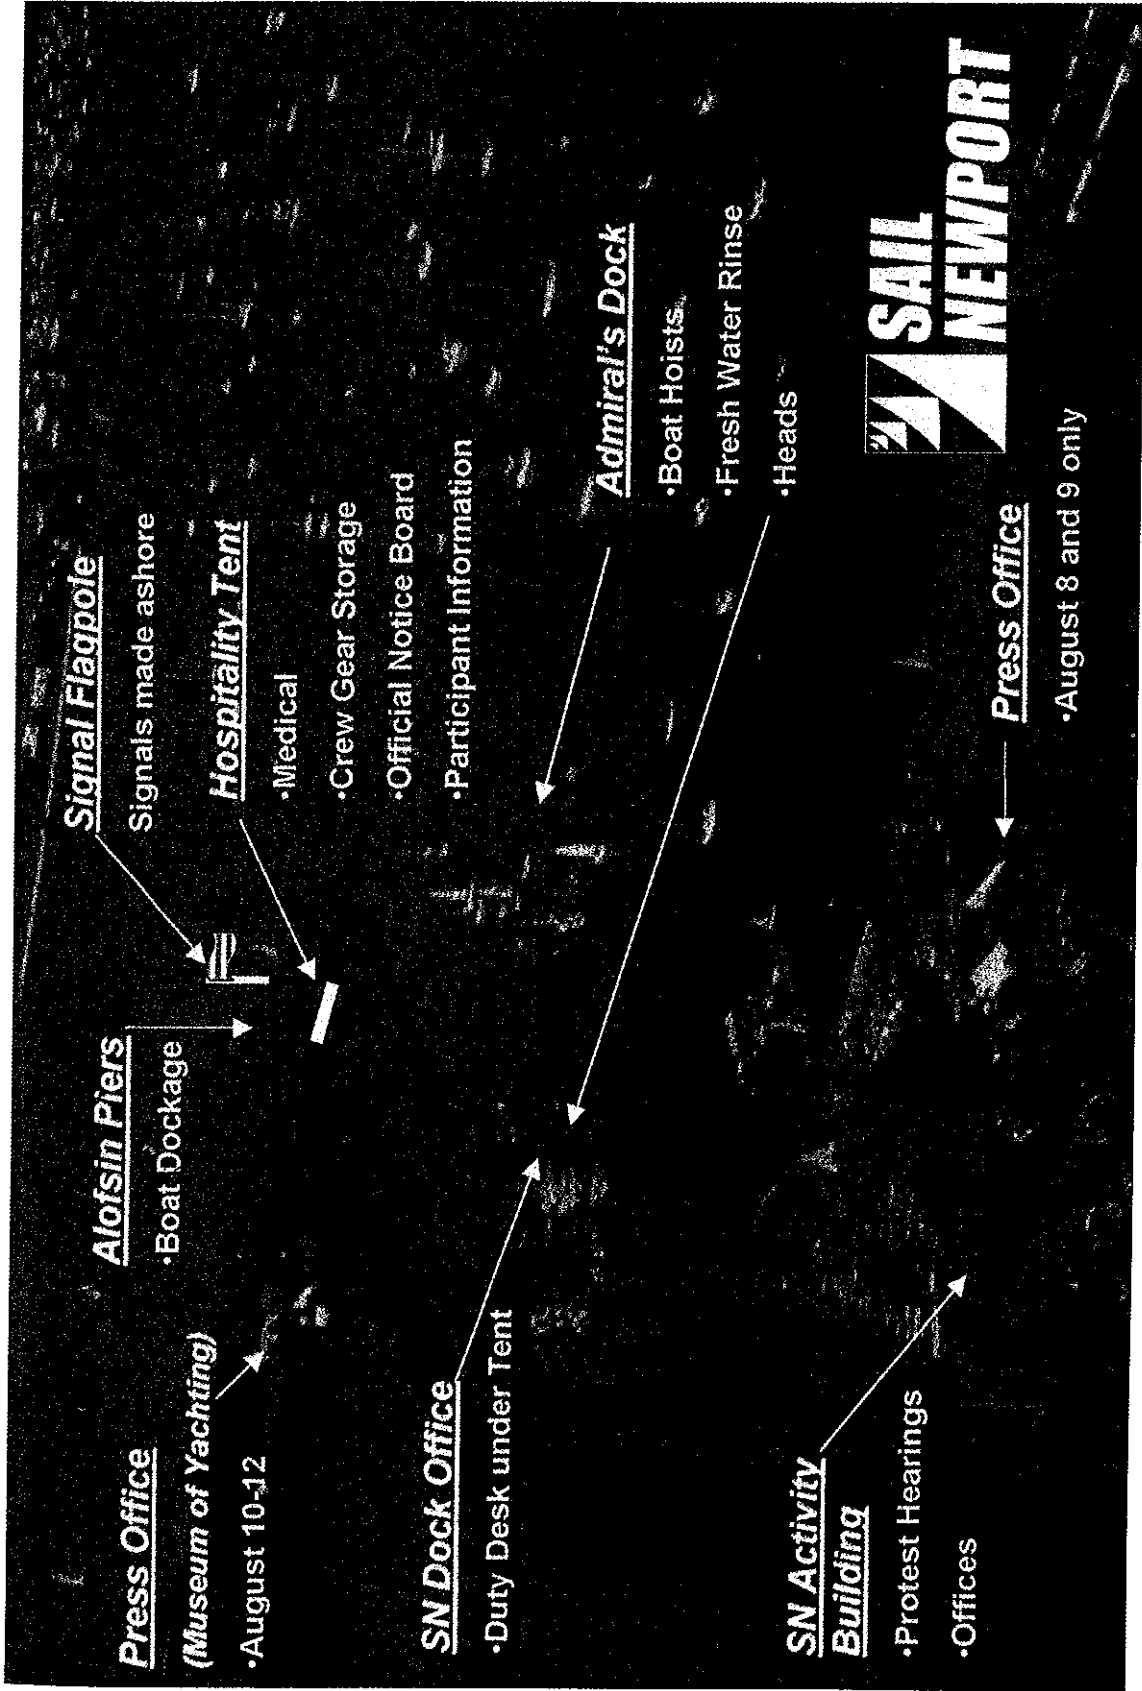 Press Office
(Museum of Yachting)
•August 10-12
Alofsin Piers
•Boat Dockage
Signal Flagpole
Signals made ashore
Hospitality Tent
•Medical
•Crew Gear Storage
•Official Notice Board
•Participant Information
SN Dock Office
•Duty Desk under Tent
Admiral's Dock
•Boat Hoists
•Fresh Water Rinse
•Heads
SN Activity
Building
•Protest Hearings
•Offices
Press Office
•August 8 and 9 only
SAIL
NEWPORT